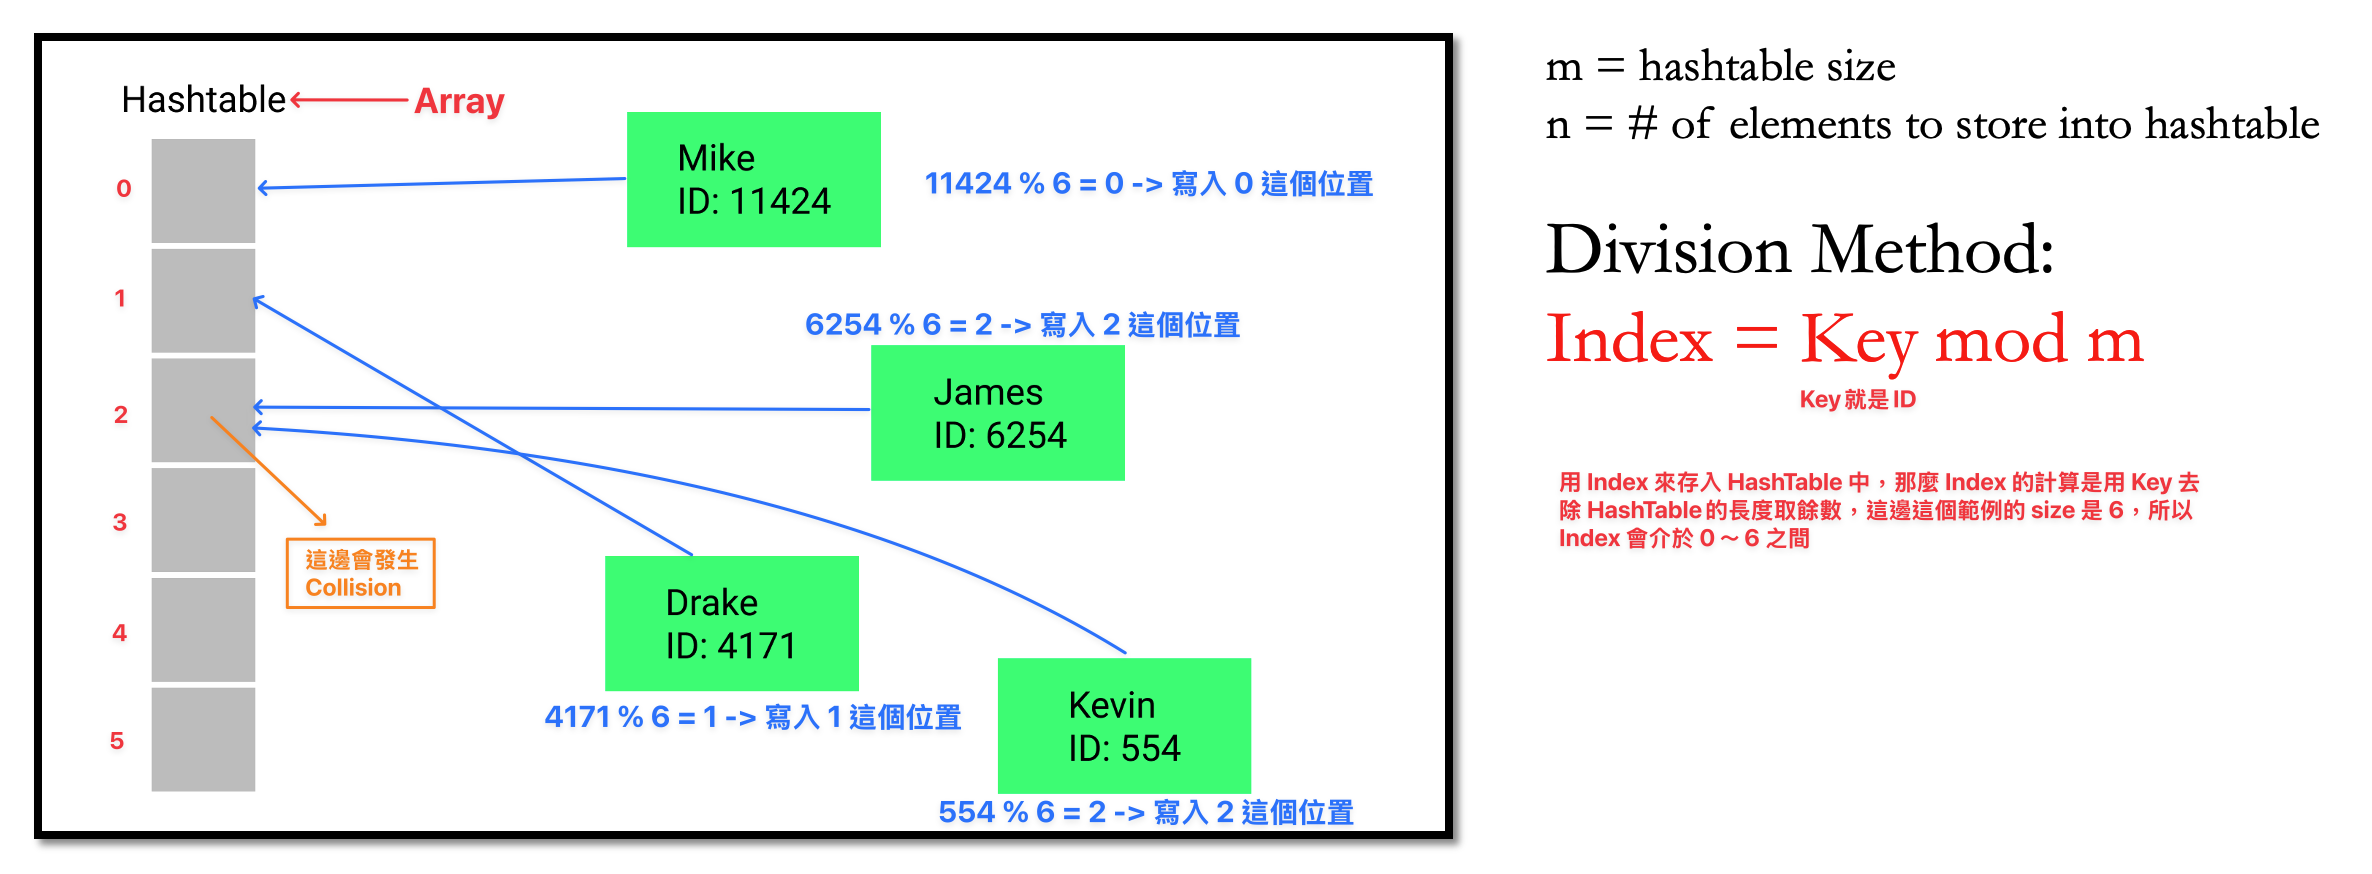 Hashtable
Array
0
1
2
3
4
5
Mike
ID: 11424
11424 % 6 = 0 -> 寫入 0 這個位置
6254 % 6 = 2 -> 寫入 2 這個位置
James
ID: 6254
這邊會發生
Collision
Drake
ID: 4171
4171 % 6 = 1 -> 寫入 1 這個位置
Kevin
ID: 554
554 % 6 = 2 -> 寫入 2 這個位置
m = hashtable size
n = # of elements to store into hashtable
Division Method:
Index = Key mod m
Key 就是 ID
用 Index 來存入 HashTable 中，那麼 Index 的計算是用 Key 去
除 HashTable 的長度取餘數，這邊這個範例的 size 是 6，所以
Index 會介於 0～6 之間